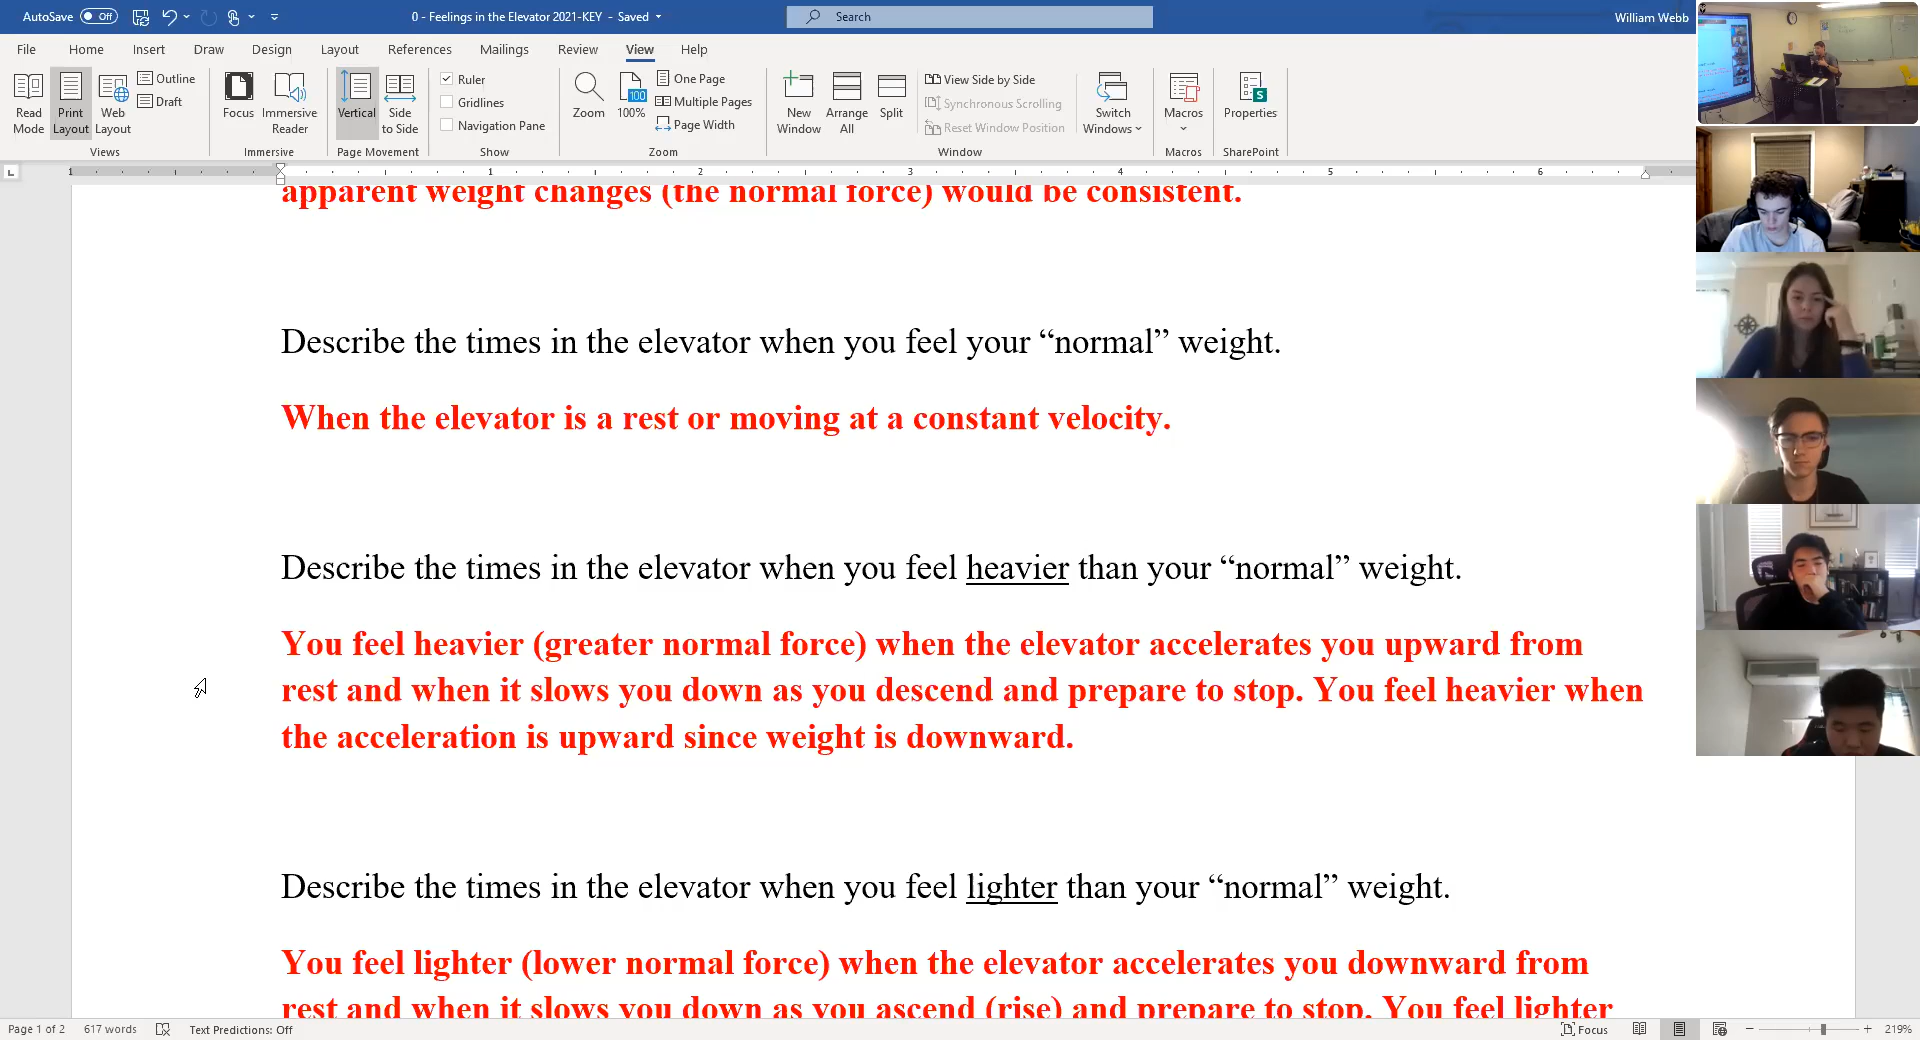 AutoSave Off 0 - Feelings in the Elevator 2021-KEY - Saved Search William Webb
File Home Insert Draw Design Layout References Mailings Review View Help
Read Mode
Print Layout
Web Layout
Outline
Draft
Views
Focus
Immersive Reader
Immersive
Vertical
Side to Side
Page Movement
Ruler
Gridlines
Navigation Pane
Show
Zoom
100
100%
One Page
Multiple Pages
Page Width
Zoom
New Window
Arrange All
Split
View Side by Side
Synchronous Scrolling
Reset Window Position
Switch Windows
Window
Macros
Macros
S
Properties
SharePoint
1 1 2 3 4 5 6
apparent weight changes (the normal force) would be consistent.
Describe the times in the elevator when you feel your “normal” weight.
When the elevator is a rest or moving at a constant velocity.
Describe the times in the elevator when you feel heavier than your “normal” weight.
You feel heavier (greater normal force) when the elevator accelerates you upward from
rest and when it slows you down as you descend and prepare to stop. You feel heavier when
the acceleration is upward since weight is downward.
Describe the times in the elevator when you feel lighter than your “normal” weight.
You feel lighter (lower normal force) when the elevator accelerates you downward from
rest and when it slows you down as you ascend (rise) and prepare to stop. You feel lighter
Page 1 of 2 617 words Text Predictions: Off Focus 219%